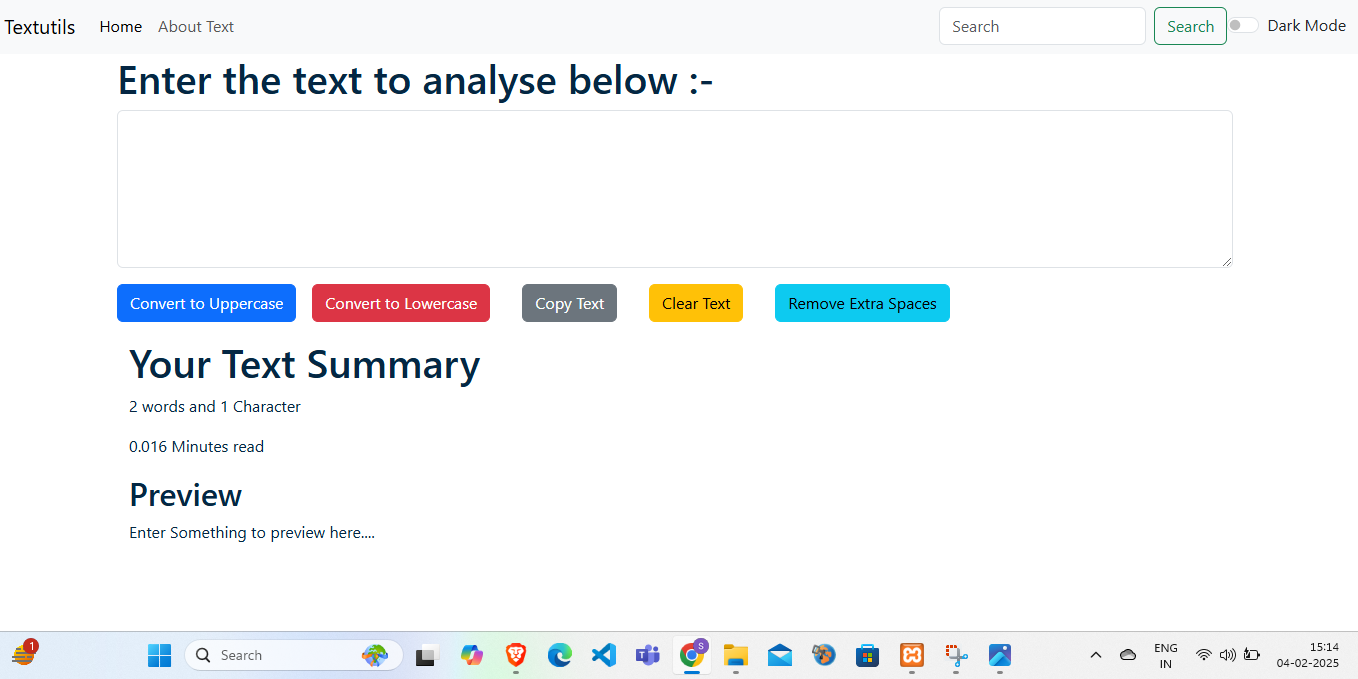 Textutils Home About Text Search Search Dark Mode
Enter the text to analyse below :-
Convert to Uppercase Convert to Lowercase Copy Text Clear Text Remove Extra Spaces
Your Text Summary
2 words and 1 Character
0.016 Minutes read
Preview
Enter Something to preview here....
1 Search S ENG 15:14
IN 04-02-2025